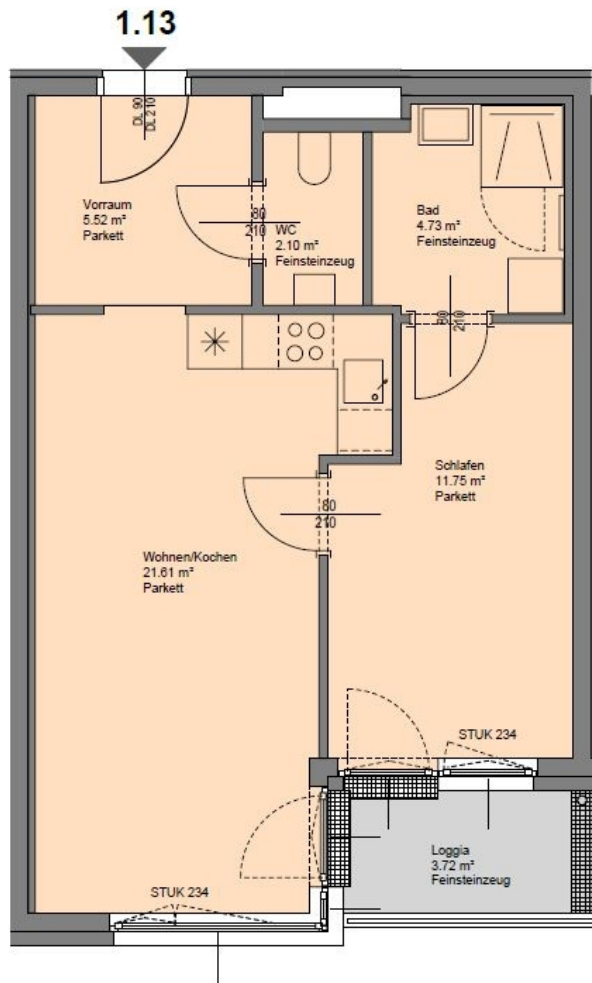 1.13
DL 90
DL 210
Vorraum
5.52 m²
Parkett
80
210
WC
2.10 m²
Feinsteinzeug
Bad
4.73 m²
Feinsteinzeug
80
210
Schlafen
11.75 m²
Parkett
80
210
Wohnen/Kochen
21.61 m²
Parkett
STUK 234
Loggia
3.72 m²
Feinsteinzeug
STUK 234